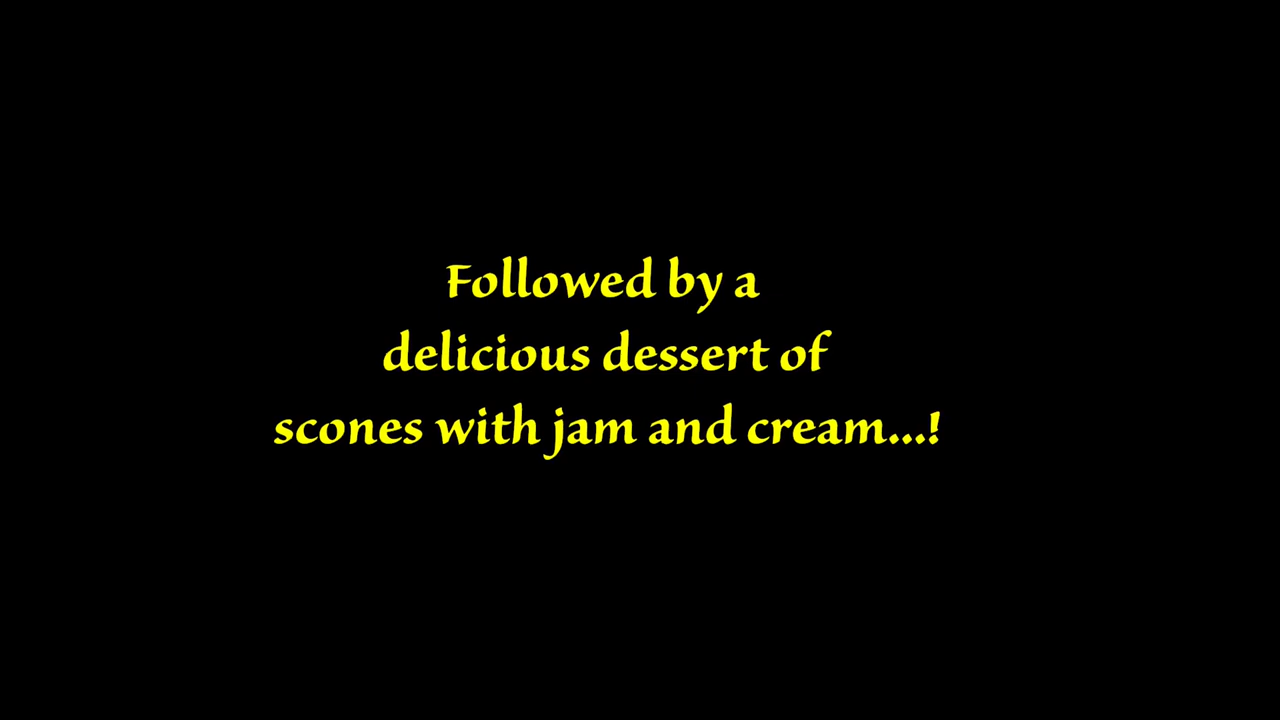 Followed by a
delicious dessert of
scones with jam and cream...!